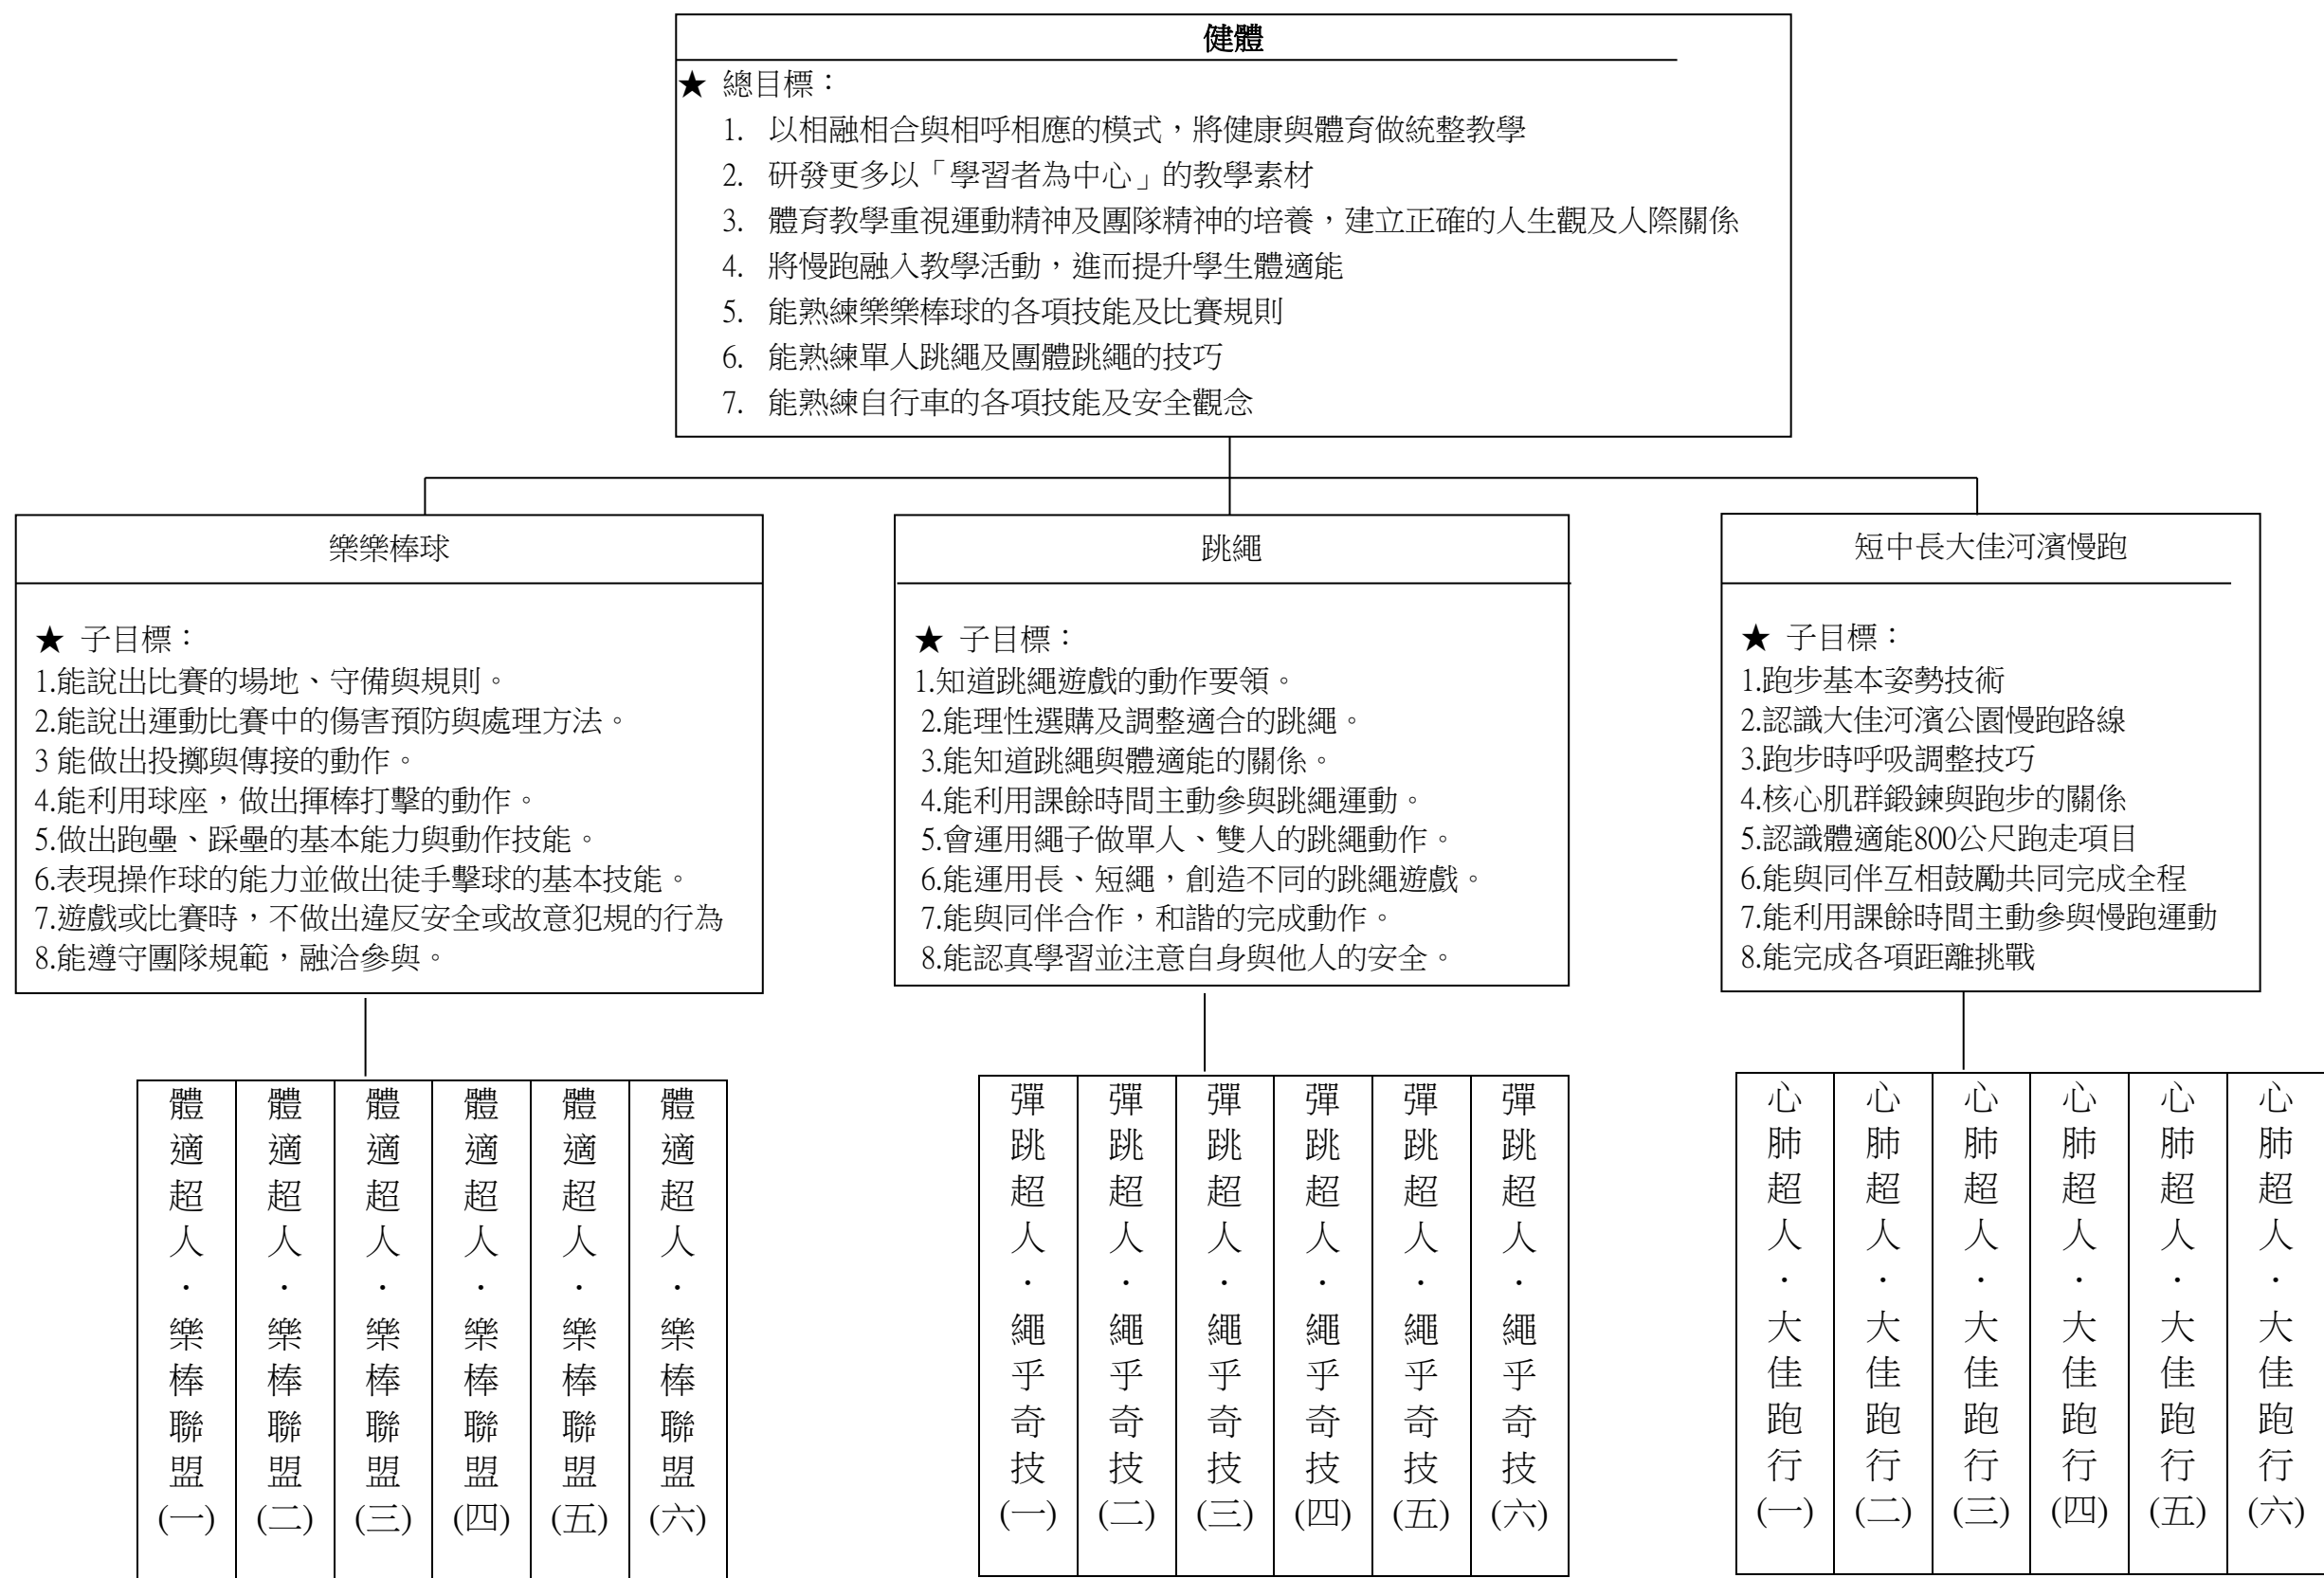 健體
★ 總目標：
1. 以相融相合與相呼相應的模式，將健康與體育做統整教學
2. 研發更多以「學習者為中心」的教學素材
3. 體育教學重視運動精神及團隊精神的培養，建立正確的人生觀及人際關係
4. 將慢跑融入教學活動，進而提升學生體適能
5. 能熟練樂樂棒球的各項技能及比賽規則
6. 能熟練單人跳繩及團體跳繩的技巧
7. 能熟練自行車的各項技能及安全觀念
樂樂棒球
★ 子目標：
1.能說出比賽的場地、守備與規則。
2.能說出運動比賽中的傷害預防與處理方法。
3 能做出投擲與傳接的動作。
4.能利用球座，做出揮棒打擊的動作。
5.做出跑壘、踩壘的基本能力與動作技能。
6.表現操作球的能力並做出徒手擊球的基本技能。
7.遊戲或比賽時，不做出違反安全或故意犯規的行為
8.能遵守團隊規範，融洽參與。
跳繩
★ 子目標：
1.知道跳繩遊戲的動作要領。
2.能理性選購及調整適合的跳繩。
3.能知道跳繩與體適能的關係。
4.能利用課餘時間主動參與跳繩運動。
5.會運用繩子做單人、雙人的跳繩動作。
6.能運用長、短繩，創造不同的跳繩遊戲。
7.能與同伴合作，和諧的完成動作。
8.能認真學習並注意自身與他人的安全。
短中長大佳河濱慢跑
★ 子目標：
1.跑步基本姿勢技術
2.認識大佳河濱公園慢跑路線
3.跑步時呼吸調整技巧
4.核心肌群鍛鍊與跑步的關係
5.認識體適能800公尺跑走項目
6.能與同伴互相鼓勵共同完成全程
7.能利用課餘時間主動參與慢跑運動
8.能完成各項距離挑戰
體適超人．樂棒聯盟(一)
體適超人．樂棒聯盟(二)
體適超人．樂棒聯盟(三)
體適超人．樂棒聯盟(四)
體適超人．樂棒聯盟(五)
體適超人．樂棒聯盟(六)
彈跳超人．繩乎奇技(一)
彈跳超人．繩乎奇技(二)
彈跳超人．繩乎奇技(三)
彈跳超人．繩乎奇技(四)
彈跳超人．繩乎奇技(五)
彈跳超人．繩乎奇技(六)
心肺超人．大佳跑行(一)
心肺超人．大佳跑行(二)
心肺超人．大佳跑行(三)
心肺超人．大佳跑行(四)
心肺超人．大佳跑行(五)
心肺超人．大佳跑行(六)